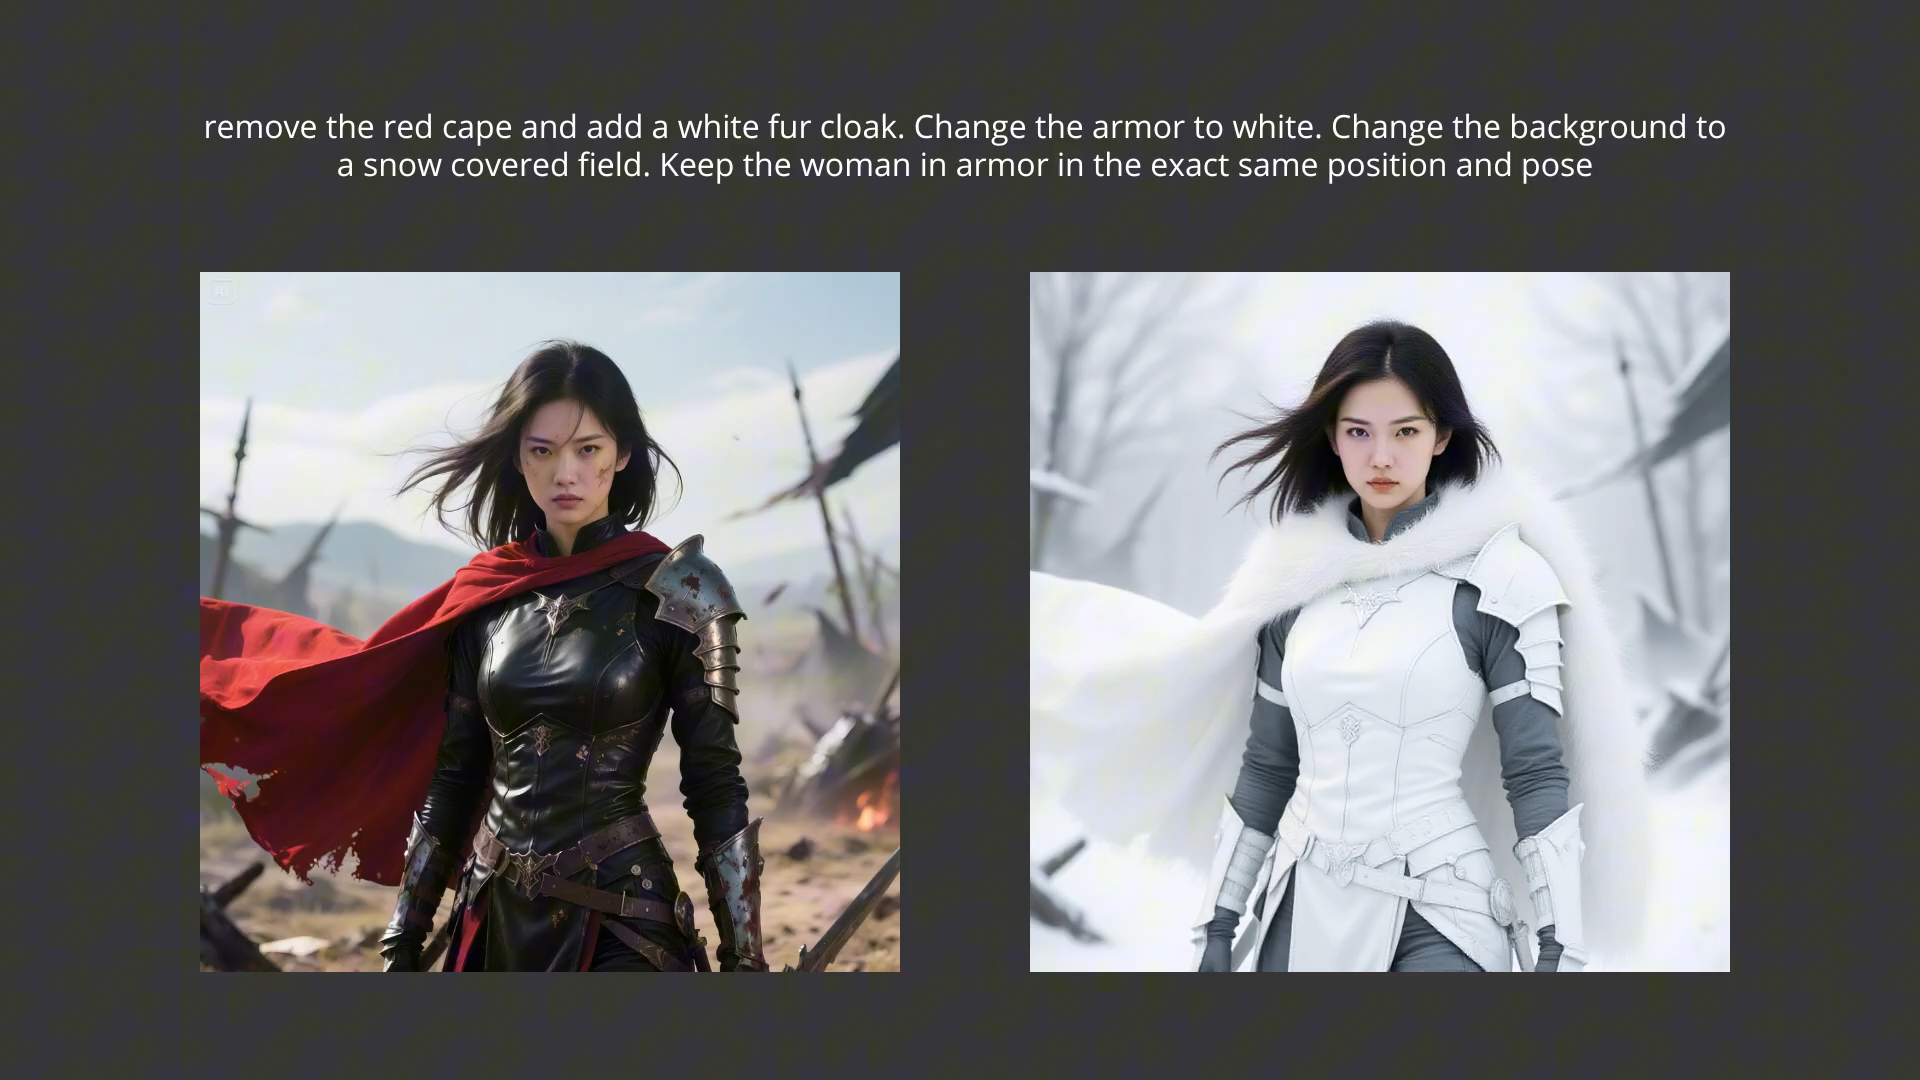 remove the red cape and add a white fur cloak. Change the armor to white. Change the background to
a snow covered field. Keep the woman in armor in the exact same position and pose
AI